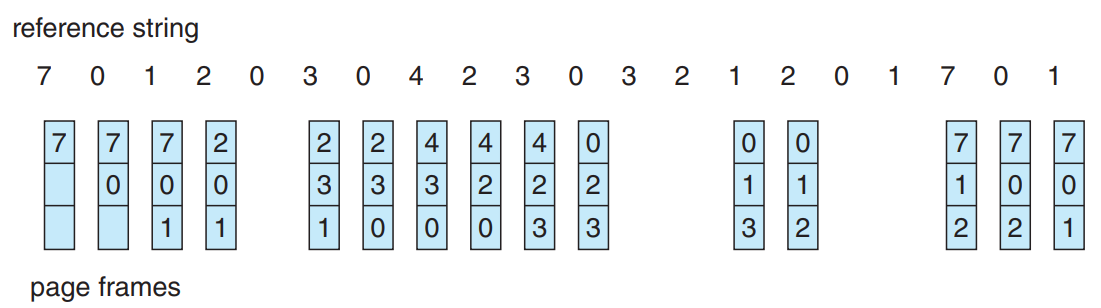 reference string
7 0 1 2 0 3 0 4 2 3 0 3 2 1 2 0 1 7 0 1
7 7 7 2 2 2 4 4 4 0 0 0 7 7 7
0 0 0 3 3 3 2 2 2 1 1 1 0 0
1 1 1 0 0 0 3 3 3 2 2 2 1
page frames